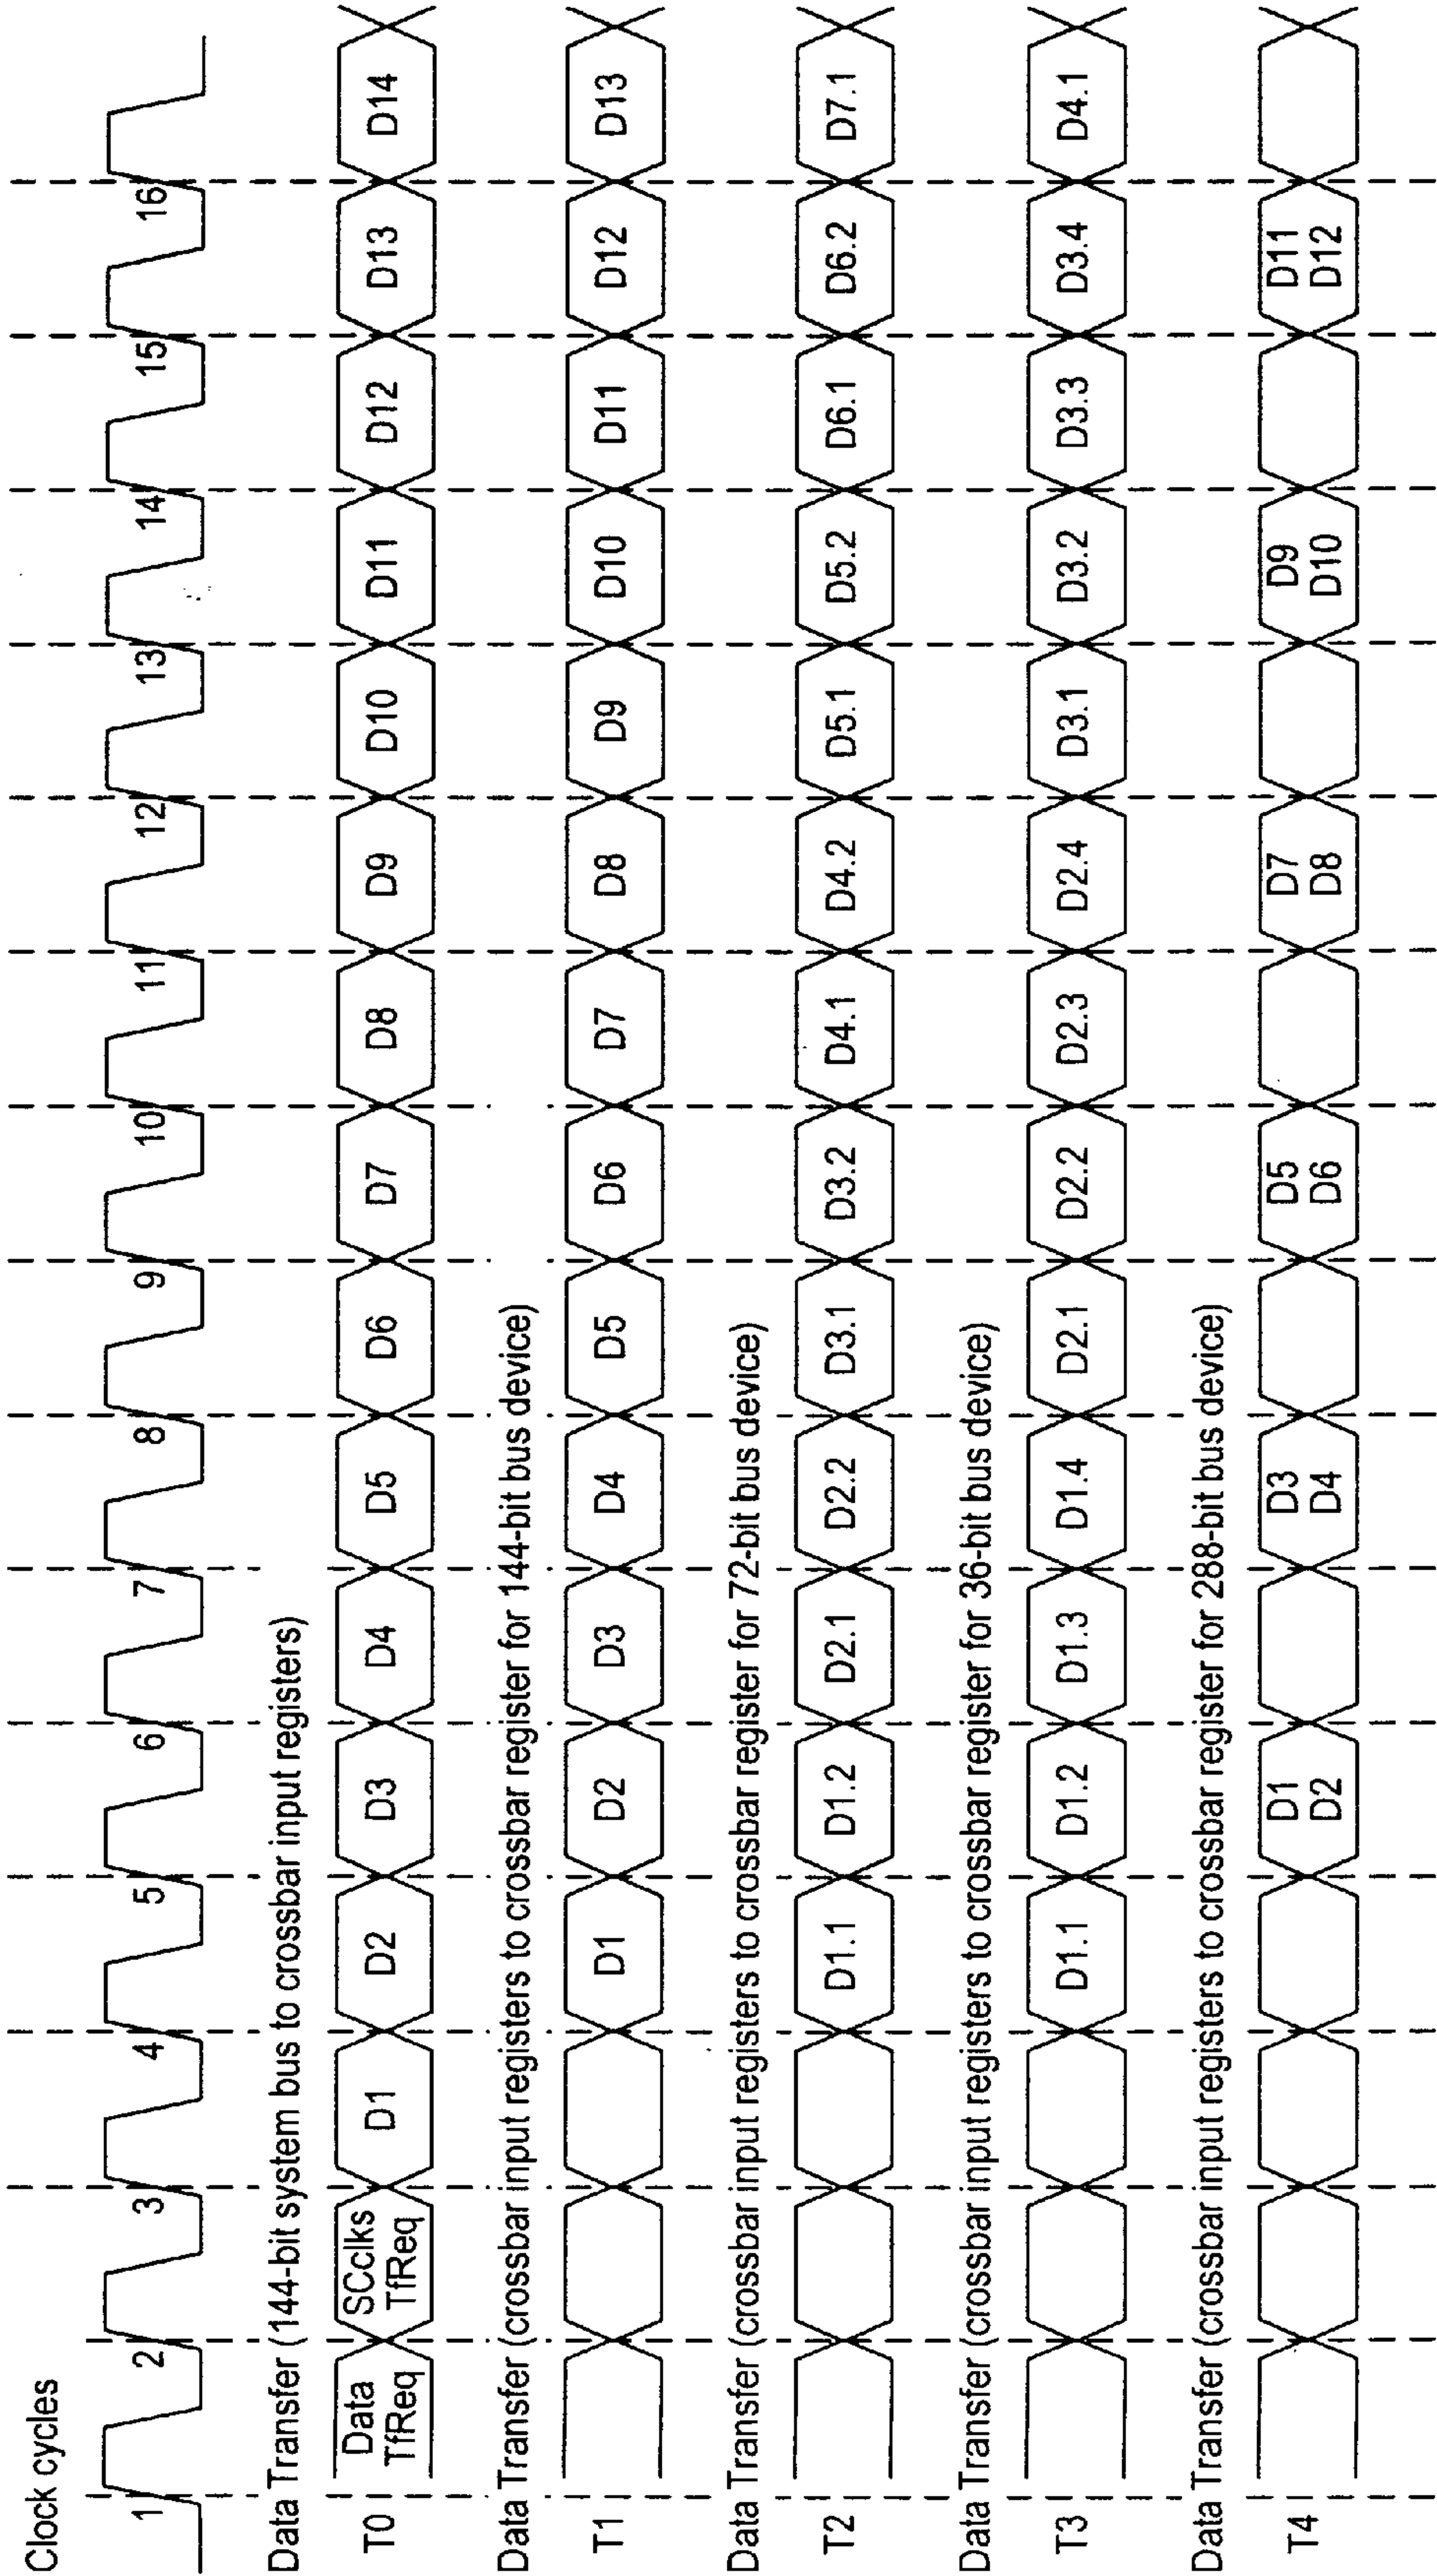 Clock cycles
1 2 3 4 5 6 7 8 9 10 11 12 13 14 15 16
Data Transfer (144-bit system bus to crossbar input registers)
T0 Data TfReq SCclks TfReq D1 D2 D3 D4 D5 D6 D7 D8 D9 D10 D11 D12 D13 D14
Data Transfer (crossbar input registers to crossbar register for 144-bit bus device)
T1 D1 D2 D3 D4 D5 D6 D7 D8 D9 D10 D11 D12 D13
Data Transfer (crossbar input registers to crossbar register for 72-bit bus device)
T2 D1.1 D1.2 D2.1 D2.2 D3.1 D3.2 D4.1 D4.2 D5.1 D5.2 D6.1 D6.2 D7.1
Data Transfer (crossbar input registers to crossbar register for 36-bit bus device)
T3 D1.1 D1.2 D1.3 D1.4 D2.1 D2.2 D2.3 D2.4 D3.1 D3.2 D3.3 D3.4 D4.1
Data Transfer (crossbar input registers to crossbar register for 288-bit bus device)
T4 D1 D2 D3 D4 D5 D6 D7 D8 D9 D10 D11 D12